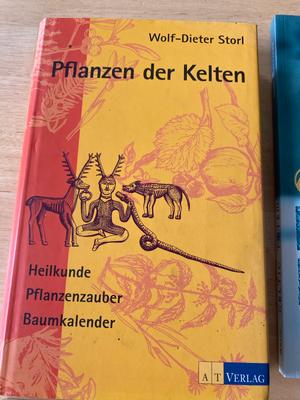 Wolf-Dieter Storl
Pflanzen der Kelten
Heilkunde
Pflanzenzauber
Baumkalender
AT VERLAG